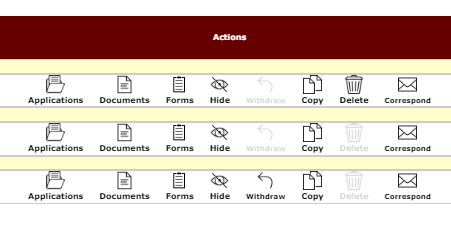 Actions
Applications Documents Forms Hide Withdraw Copy Delete Correspond
Applications Documents Forms Hide Withdraw Copy Delete Correspond
Applications Documents Forms Hide Withdraw Copy Delete Correspond